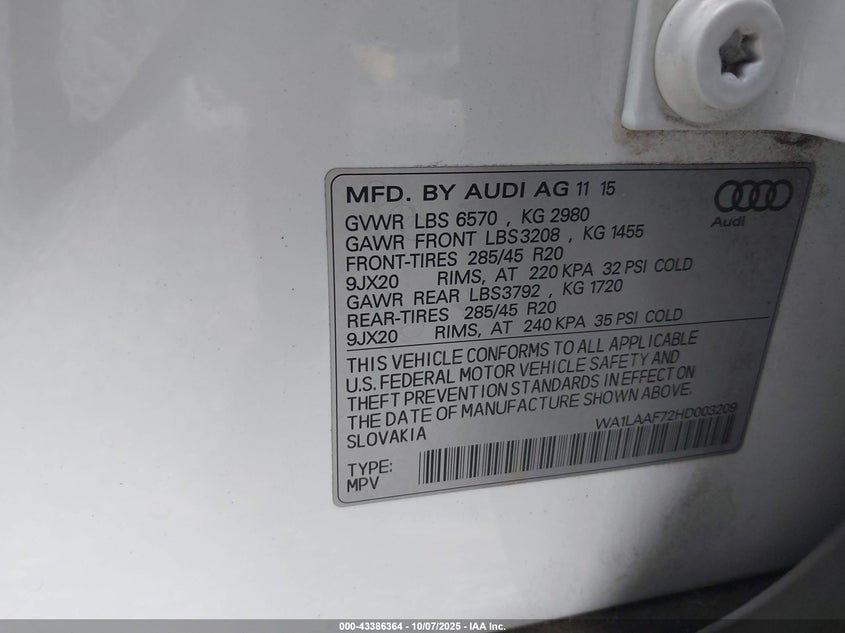 MFD. BY AUDI AG 11 15
Audi
GVWR LBS 6570 , KG 2980
GAWR FRONT LBS3208 , KG 1455
FRONT-TIRES 285/45 R20
9JX20 RIMS, AT 220 KPA 32 PSI COLD
GAWR REAR LBS3792 , KG 1720
REAR-TIRES 285/45 R20
9JX20 RIMS, AT 240 KPA 35 PSI COLD
THIS VEHICLE CONFORMS TO ALL APPLICABLE
U.S. FEDERAL MOTOR VEHICLE SAFETY AND
THEFT PREVENTION STANDARDS IN EFFECT ON
THE DATE OF MANUFACTURE SHOWN ABOVE.
SLOVAKIA
WA1LAAF72HD003209
TYPE:
MPV
000-43386364 - 10/07/2025 - IAA Inc.